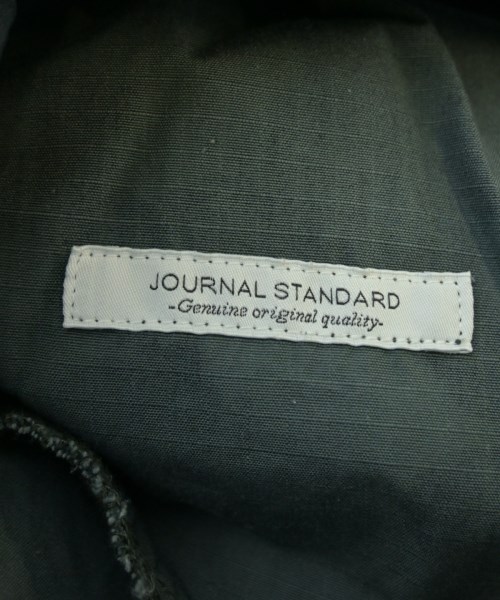 JOURNAL STANDARD
-Genuine original quality-